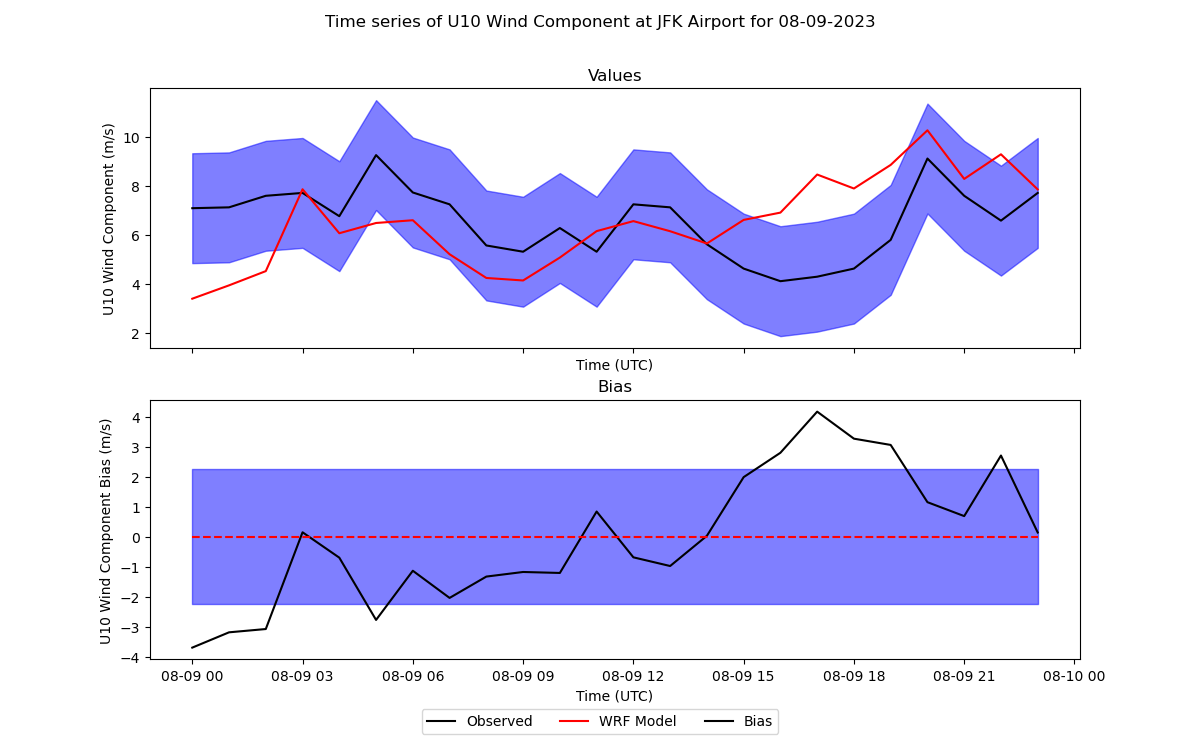 Time series of U10 Wind Component at JFK Airport for 08-09-2023
Values
U10 Wind Component (m/s)
10
8
6
4
2
Time (UTC)
Bias
U10 Wind Component Bias (m/s)
4
3
2
1
0
−1
−2
−3
−4
08-09 00 08-09 03 08-09 06 08-09 09 08-09 12 08-09 15 08-09 18 08-09 21 08-10 00
Time (UTC)
Observed WRF Model Bias